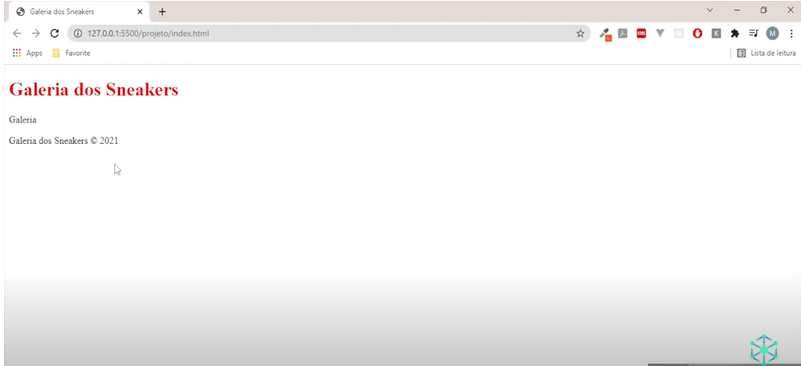 Galeria dos Sneakers
127.0.0.1:5500/projeto/index.html
M
Apps
Favorite
Lista de leitura
Galeria dos Sneakers
Galeria
Galeria dos Sneakers © 2021